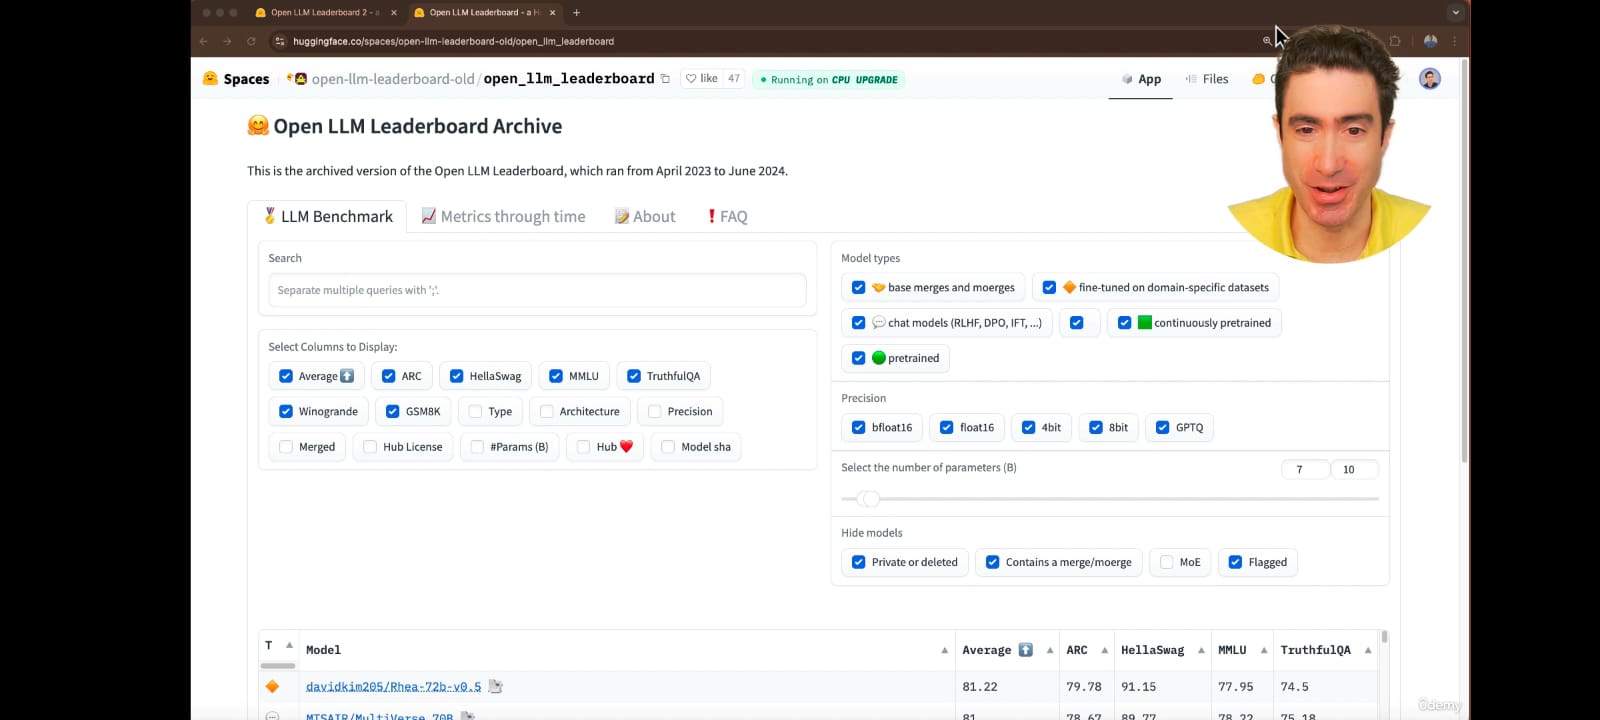 Open LLM Leaderboard 2 - a
Open LLM Leaderboard - a H
huggingface.co/spaces/open-llm-leaderboard-old/open_llm_leaderboard
Spaces open-llm-leaderboard-old/open_llm_leaderboard like 47 Running on CPU UPGRADE App Files C
Open LLM Leaderboard Archive
This is the archived version of the Open LLM Leaderboard, which ran from April 2023 to June 2024.
LLM Benchmark Metrics through time About FAQ
Search
Separate multiple queries with ';'.
Select Columns to Display:
Average ARC HellaSwag MMLU TruthfulQA
Winogrande GSM8K Type Architecture Precision
Merged Hub License #Params (B) Hub Model sha
Model types
base merges and moerges fine-tuned on domain-specific datasets
chat models (RLHF, DPO, IFT, ...) continuously pretrained
pretrained
Precision
bfloat16 float16 4bit 8bit GPTQ
Select the number of parameters (B) 7 10
Hide models
Private or deleted Contains a merge/moerge MoE Flagged
T Model Average ARC HellaSwag MMLU TruthfulQA
davidkim205/Rhea-72b-v0.5 81.22 79.78 91.15 77.95 74.5
MTSAIR/MultiVerse_70B 81 78.67 89.77 78.22 75.18
ûdemy